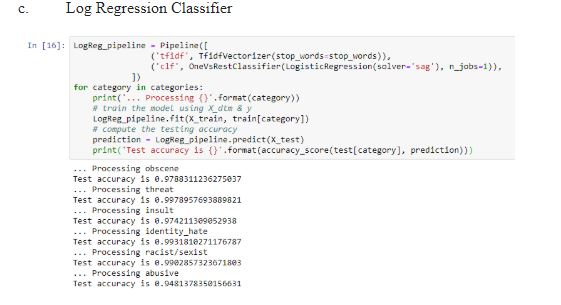 c. Log Regression Classifier
In [16]: LogReg_pipeline = Pipeline([
('tfidf', TfidfVectorizer(stop_words=stop_words)),
('clf', OneVsRestClassifier(LogisticRegression(solver='sag'), n_jobs=1)),
])
for category in categories:
print('... Processing {}'.format(category))
# train the model using X_dtm & y
LogReg_pipeline.fit(X_train, train[category])
# compute the testing accuracy
prediction = LogReg_pipeline.predict(X_test)
print('Test accuracy is {}'.format(accuracy_score(test[category], prediction)))
... Processing obscene
Test accuracy is 0.9788311236275037
... Processing threat
Test accuracy is 0.9978957693889821
... Processing insult
Test accuracy is 0.974211309052938
... Processing identity_hate
Test accuracy is 0.9931810271176787
... Processing racist/sexist
Test accuracy is 0.9902857323671803
... Processing abusive
Test accuracy is 0.9481378350156631